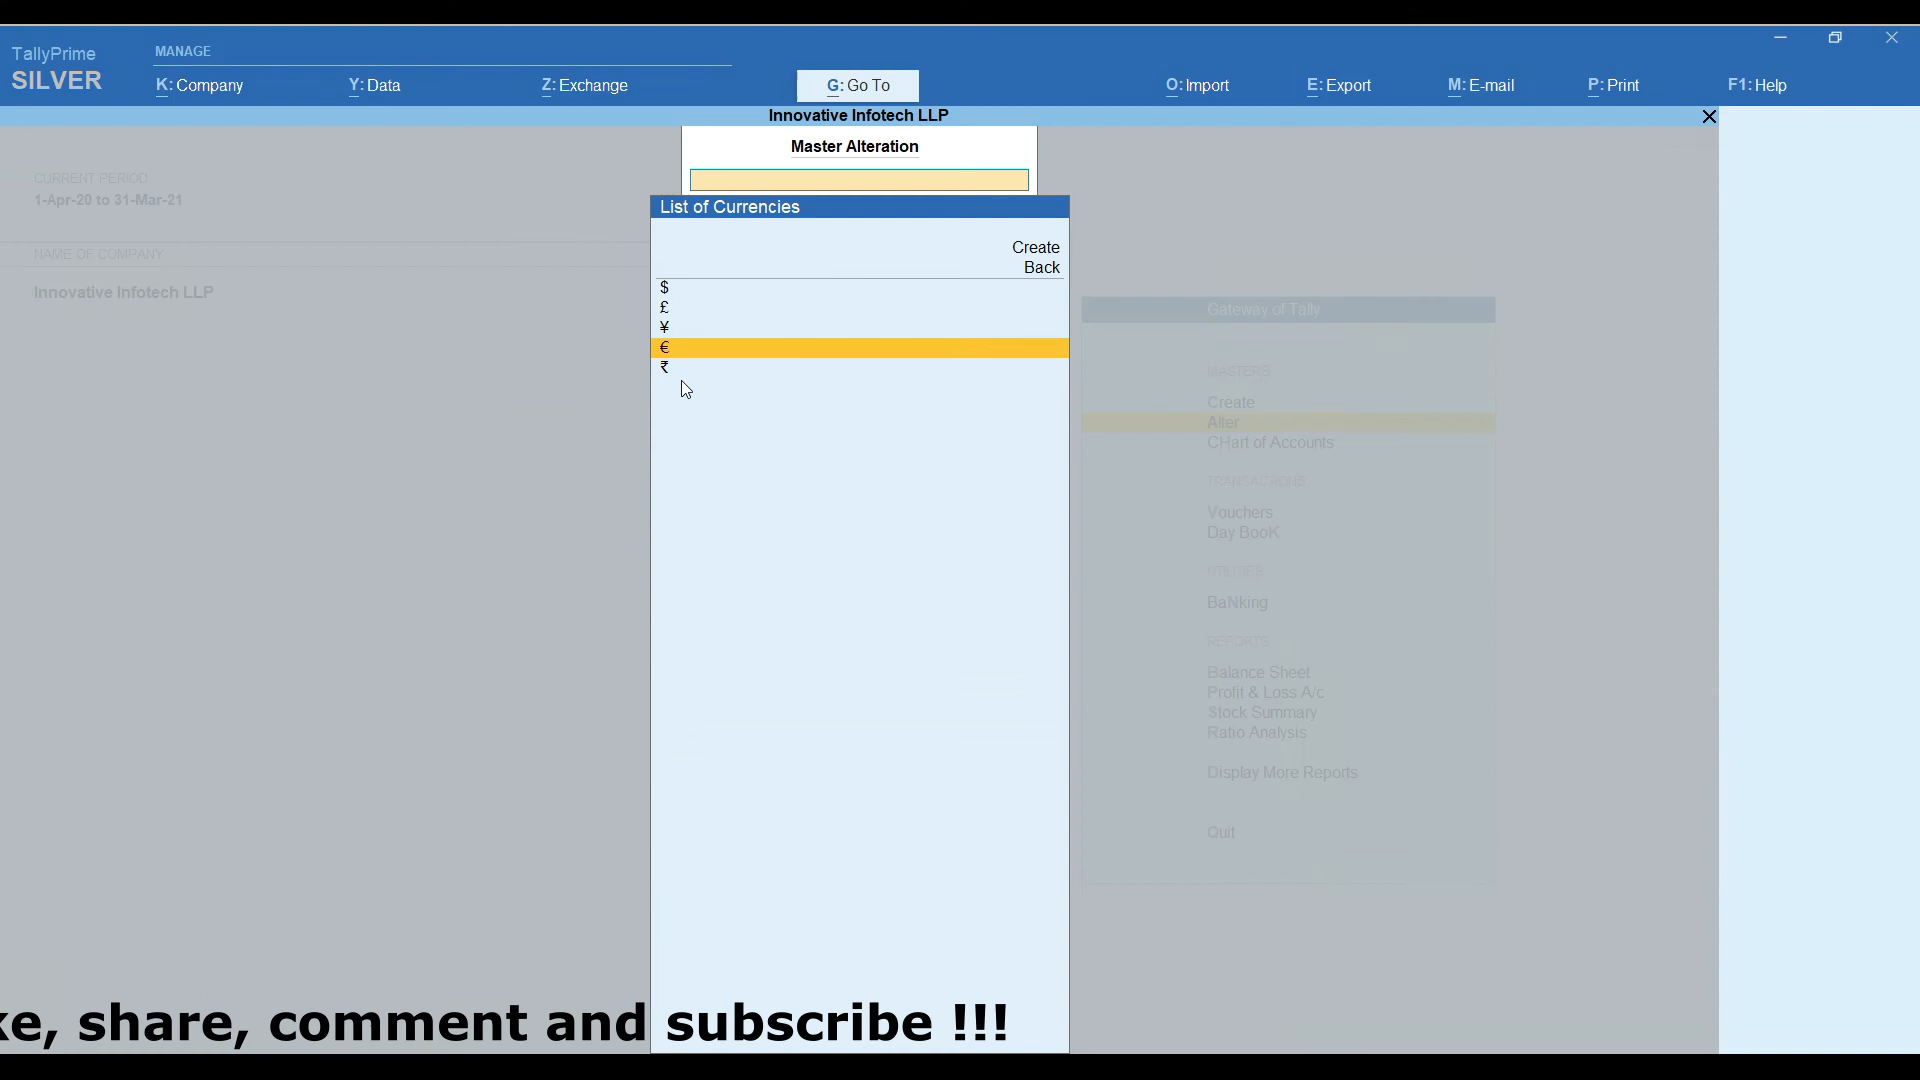 TallyPrime
SILVER
MANAGE
K: Company
Y: Data
Z: Exchange
G: Go To
O: Import
E: Export
M: E-mail
P: Print
F1: Help
Innovative Infotech LLP
Master Alteration
CURRENT PERIOD
1-Apr-20 to 31-Mar-21
NAME OF COMPANY
Innovative Infotech LLP
List of Currencies
Create
Back
$
£
¥
€
₹
Gateway of Tally
MASTERS
Create
Alter
CHart of Accounts
TRANSACTIONS
Vouchers
Day BooK
UTILITIES
BaNking
REPORTS
Balance Sheet
Profit & Loss A/c
Stock Summary
Ratio Analysis
Display More Reports
Quit
ke, share, comment and subscribe !!!